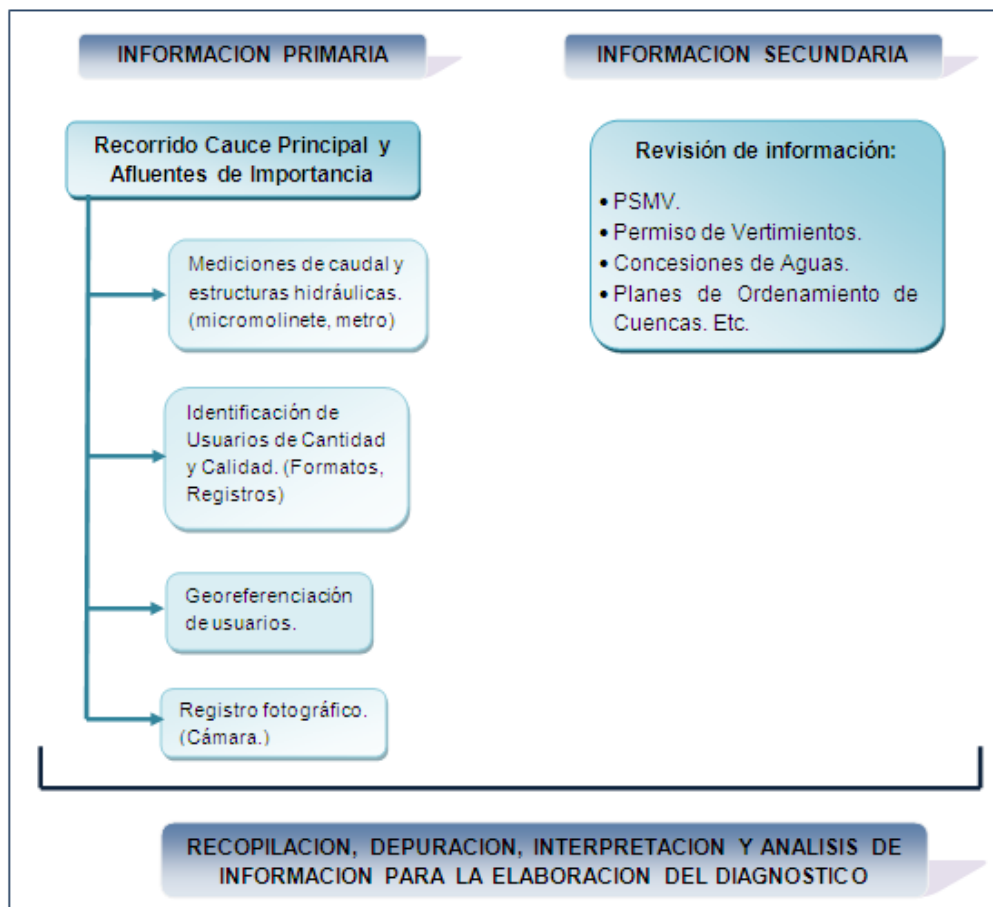 INFORMACION PRIMARIA
Recorrido Cauce Principal y
Afluentes de Importancia
Mediciones de caudal y
estructuras hidráulicas.
(micromolinete, metro)
Identificación de
Usuarios de Cantidad
y Calidad. (Formatos,
Registros)
Georeferenciación
de usuarios.
Registro fotográfico.
(Cámara.)
INFORMACION SECUNDARIA
Revisión de información:
• PSMV.
• Permiso de Vertimientos.
• Concesiones de Aguas.
• Planes de Ordenamiento de
Cuencas. Etc.
RECOPILACION, DEPURACION, INTERPRETACION Y ANALISIS DE
INFORMACION PARA LA ELABORACION DEL DIAGNOSTICO